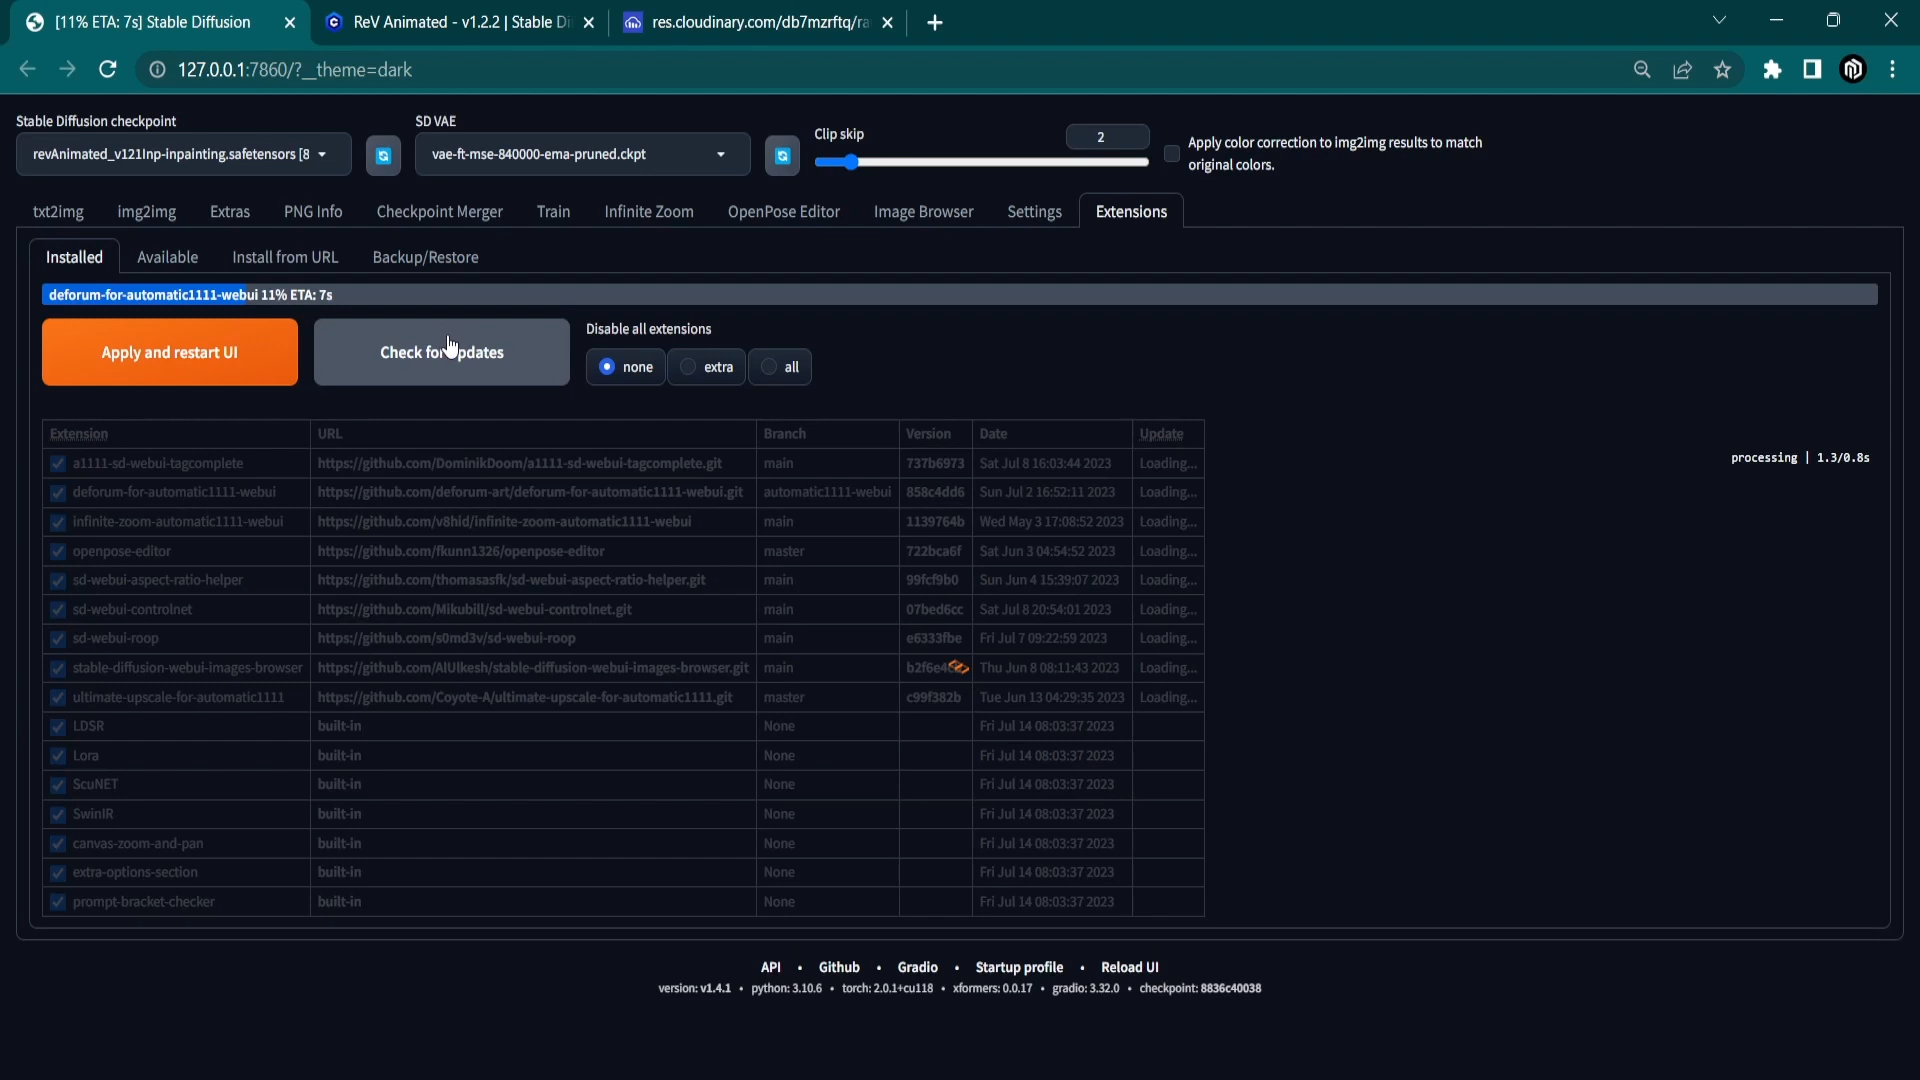 [11% ETA: 7s] Stable Diffusion
ReV Animated - v1.2.2 | Stable Di
res.cloudinary.com/db7mzrftq/ra
127.0.0.1:7860/?__theme=dark
Stable Diffusion checkpoint
SD VAE
Clip skip
2
revAnimated_v121Inp-inpainting.safetensors [8
vae-ft-mse-840000-ema-pruned.ckpt
Apply color correction to img2img results to match
original colors.
txt2img
img2img
Extras
PNG Info
Checkpoint Merger
Train
Infinite Zoom
OpenPose Editor
Image Browser
Settings
Extensions
Installed
Available
Install from URL
Backup/Restore
deforum-for-automatic1111-webui 11% ETA: 7s
Apply and restart UI
Check for updates
Disable all extensions
none
extra
all
Extension URL Branch Version Date Update
processing | 1.3/0.8s
a1111-sd-webui-tagcomplete https://github.com/DominikDoom/a1111-sd-webui-tagcomplete.git main 737b6973 Sat Jul 8 16:03:44 2023 Loading...
deforum-for-automatic1111-webui https://github.com/deforum-art/deforum-for-automatic1111-webui.git automatic1111-webui 858c4dd6 Sun Jul 2 16:52:11 2023 Loading...
infinite-zoom-automatic1111-webui https://github.com/v8hid/infinite-zoom-automatic1111-webui main 1139764b Wed May 3 17:08:52 2023 Loading...
openpose-editor https://github.com/fkunn1326/openpose-editor master 722bca6f Sat Jun 3 04:54:52 2023 Loading...
sd-webui-aspect-ratio-helper https://github.com/thomasasfk/sd-webui-aspect-ratio-helper.git main 99fcf9b0 Sun Jun 4 15:39:07 2023 Loading...
sd-webui-controlnet https://github.com/Mikubill/sd-webui-controlnet.git main 07bed6cc Sat Jul 8 20:54:01 2023 Loading...
sd-webui-roop https://github.com/s0md3v/sd-webui-roop main e6333fbe Fri Jul 7 09:22:59 2023 Loading...
stable-diffusion-webui-images-browser https://github.com/AlUlkesh/stable-diffusion-webui-images-browser.git main Thu Jun 8 08:11:43 2023 Loading...
ultimate-upscale-for-automatic1111 https://github.com/Coyote-A/ultimate-upscale-for-automatic1111.git master c99f382b Tue Jun 13 04:29:35 2023 Loading...
LDSR built-in None Fri Jul 14 08:03:37 2023
Lora built-in None Fri Jul 14 08:03:37 2023
ScuNET built-in None Fri Jul 14 08:03:37 2023
SwinIR built-in None Fri Jul 14 08:03:37 2023
canvas-zoom-and-pan built-in None Fri Jul 14 08:03:37 2023
extra-options-section built-in None Fri Jul 14 08:03:37 2023
prompt-bracket-checker built-in None Fri Jul 14 08:03:37 2023
API • Github • Gradio • Startup profile • Reload UI
version: v1.4.1 • python: 3.10.6 • torch: 2.0.1+cu118 • xformers: 0.0.17 • gradio: 3.32.0 • checkpoint: 8836c40038